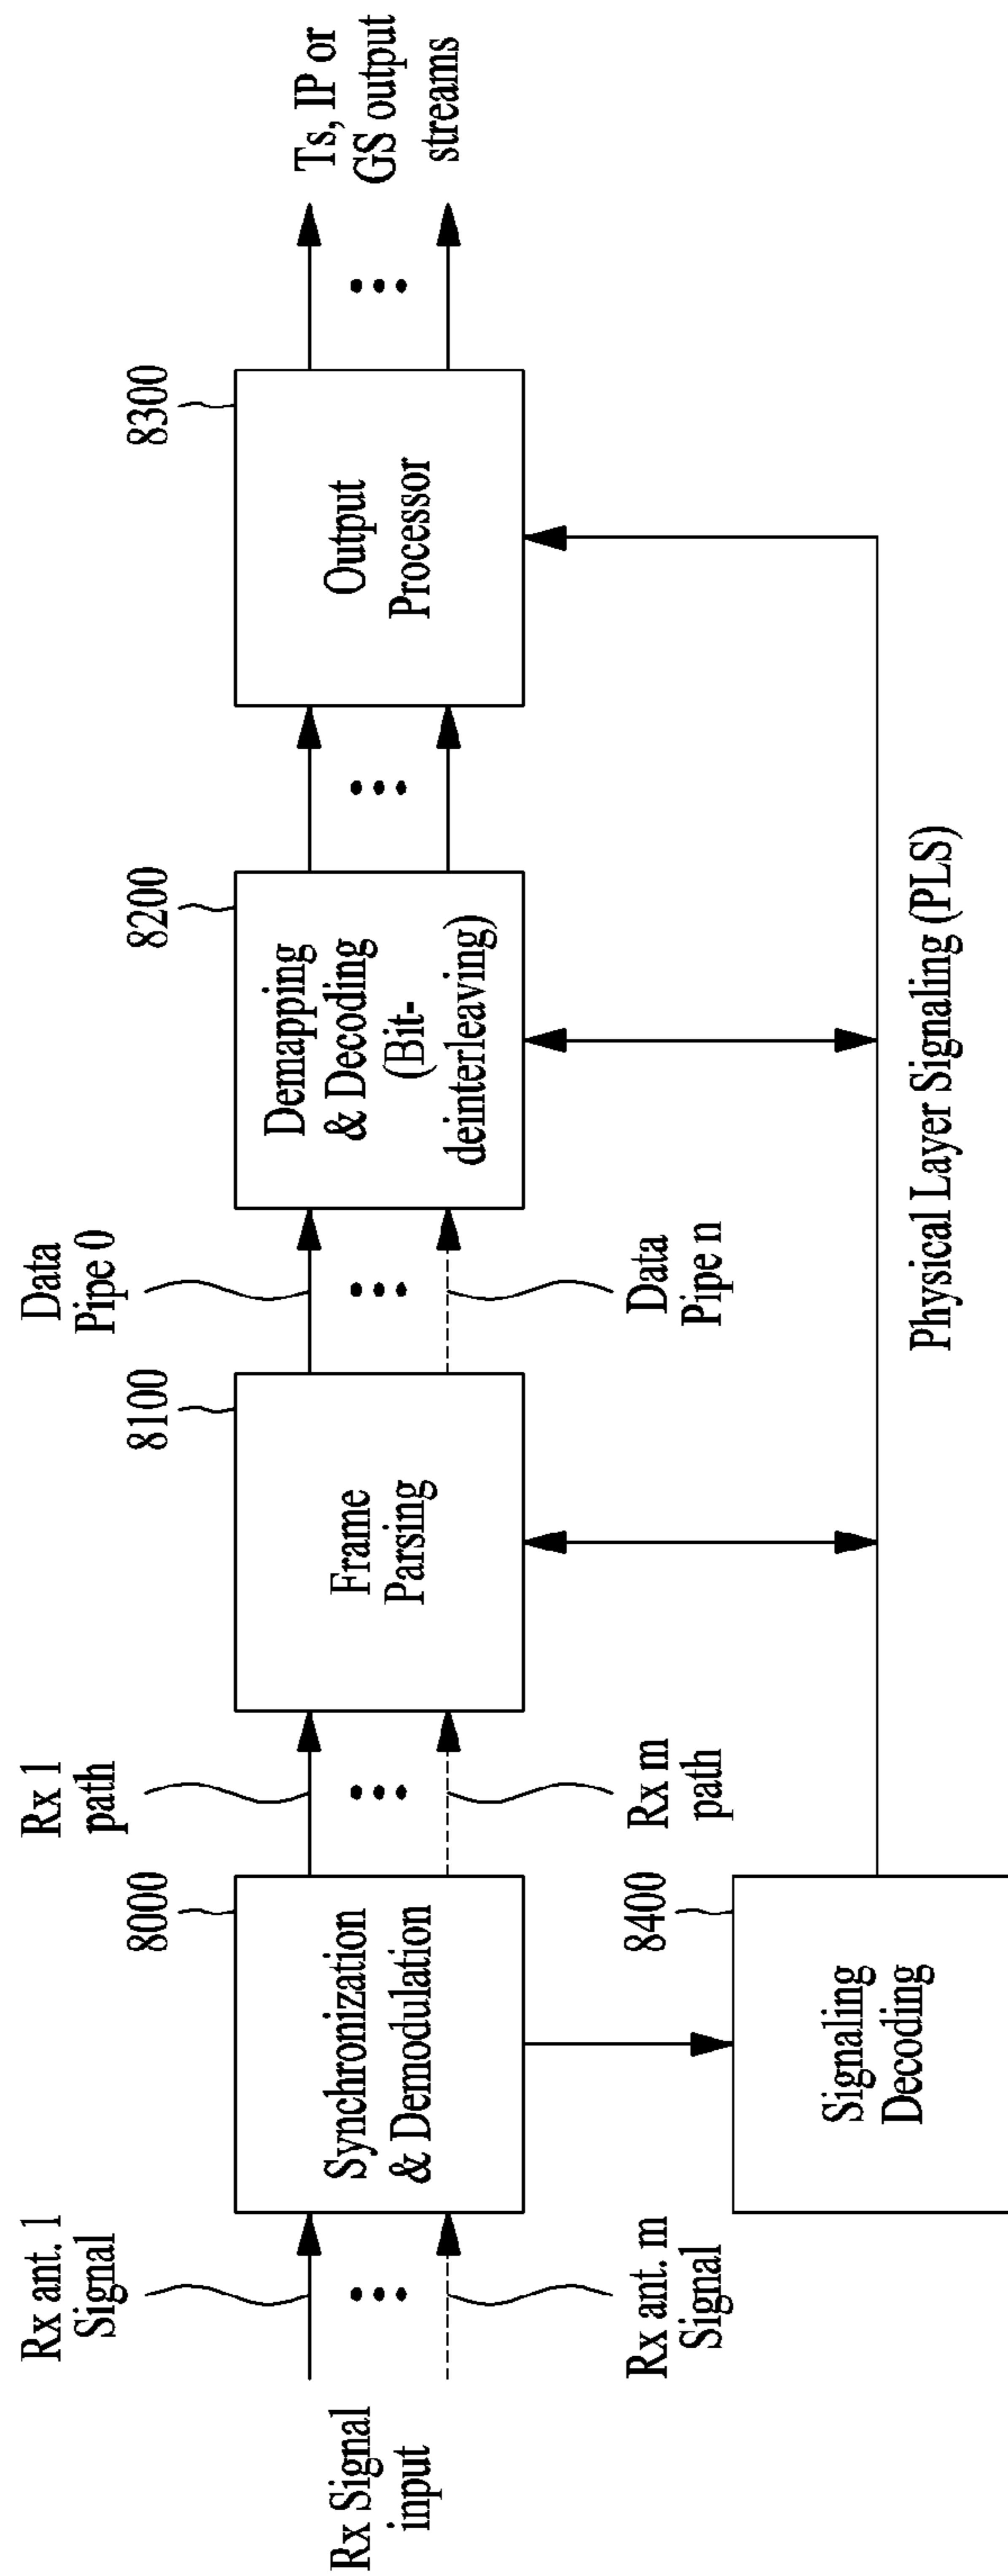 Rx Signal
input
Rx ant. 1
Signal
Rx ant. m
Signal
8000
Synchronization
& Demodulation
Rx 1
path
Rx m
path
8100
Frame
Parsing
Data
Pipe 0
Data
Pipe n
8200
Demapping
& Decoding
(Bit-
deinterleaving)
8300
Output
Processor
Ts, IP or
GS output
streams
8400
Signaling
Decoding
Physical Layer Signaling (PLS)